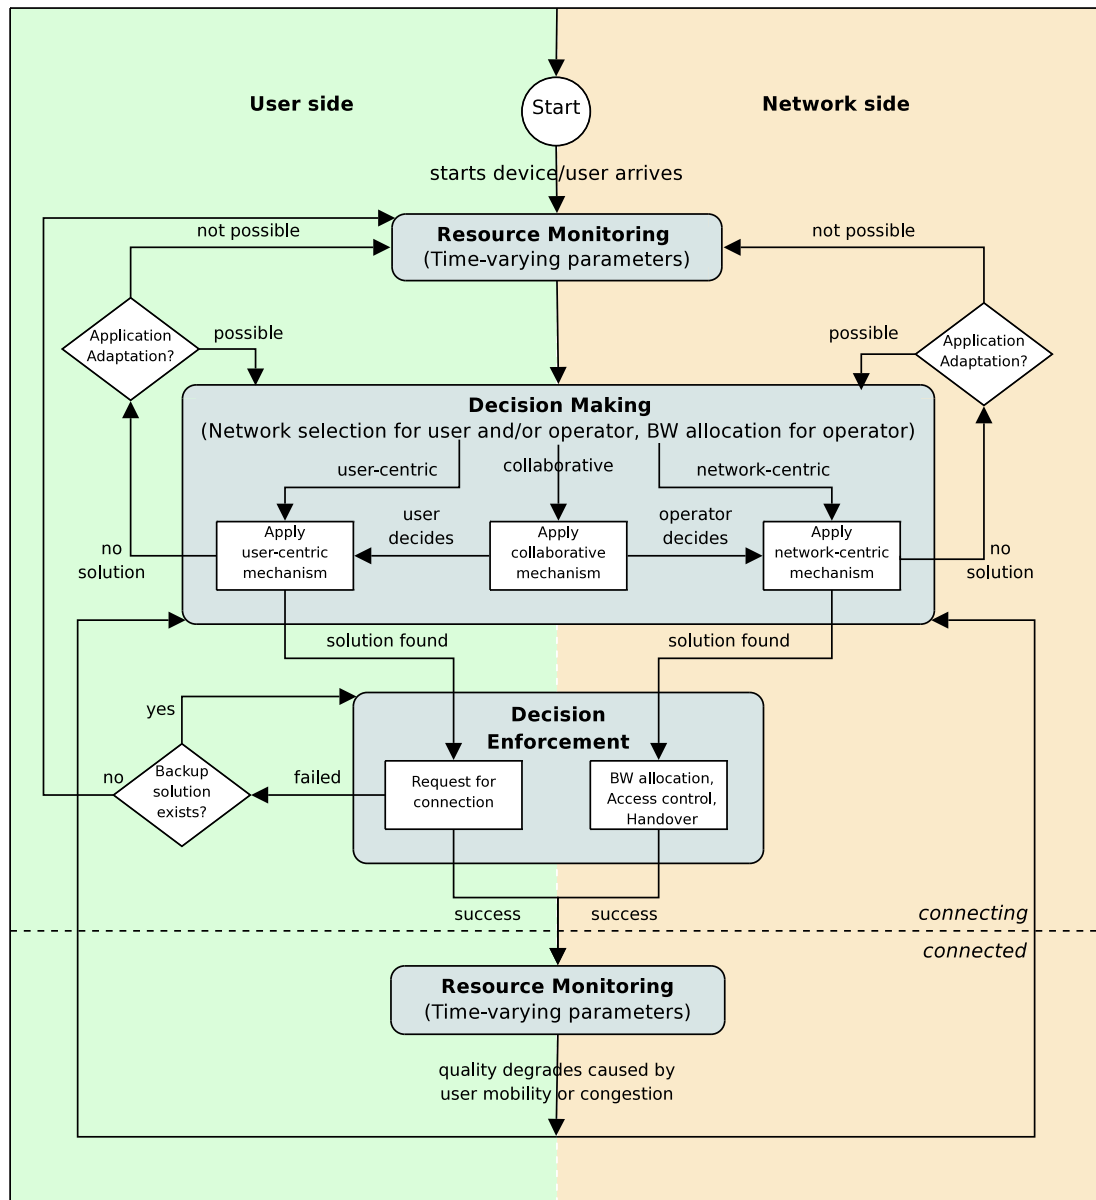 User side
Network side
Start
starts device/user arrives
Resource Monitoring
(Time-varying parameters)
not possible
not possible
Application
Adaptation?
possible
possible
Application
Adaptation?
Decision Making
(Network selection for user and/or operator, BW allocation for operator)
user-centric
collaborative
network-centric
Apply
user-centric
mechanism
user
decides
Apply
collaborative
mechanism
operator
decides
Apply
network-centric
mechanism
no
solution
no
solution
solution found
solution found
yes
Decision
Enforcement
no
Backup
solution
exists?
failed
Request for
connection
BW allocation,
Access control,
Handover
success
success
connecting
connected
Resource Monitoring
(Time-varying parameters)
quality degrades caused by
user mobility or congestion